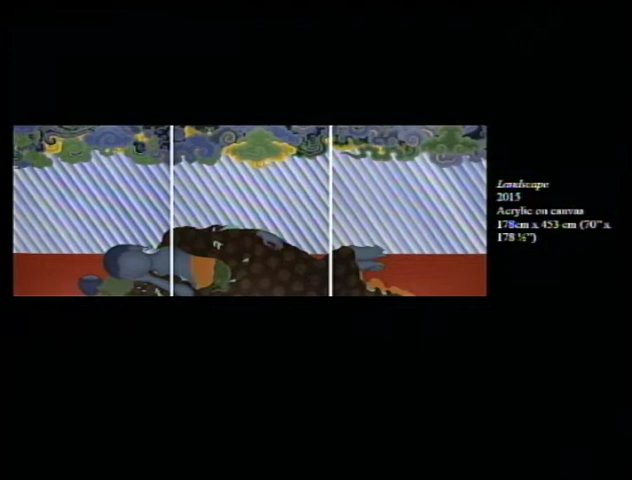 Landscape
2015
Acrylic on canvas
178cm x 453 cm (70" x
178 ½")